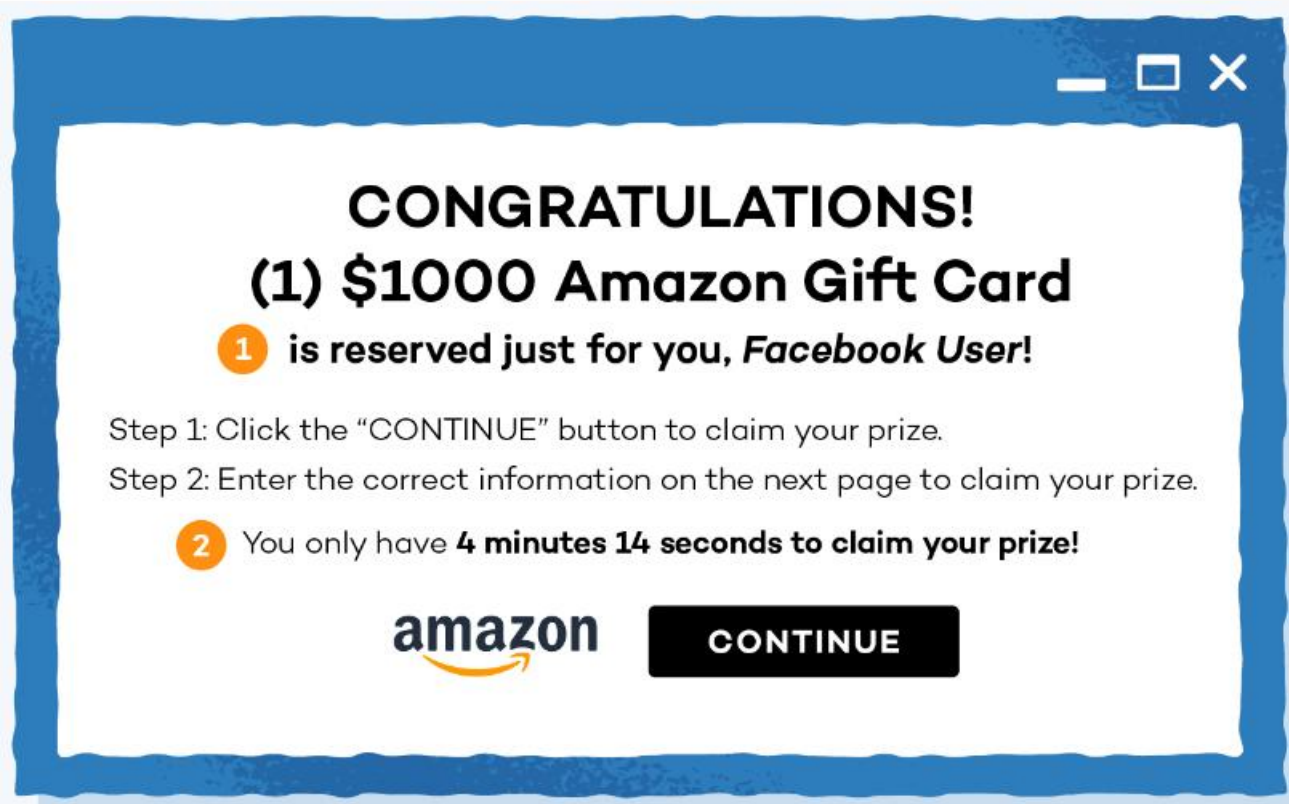 CONGRATULATIONS!
(1) $1000 Amazon Gift Card
1 is reserved just for you, Facebook User!
Step 1: Click the “CONTINUE” button to claim your prize.
Step 2: Enter the correct information on the next page to claim your prize.
2 You only have 4 minutes 14 seconds to claim your prize!
amazon
CONTINUE